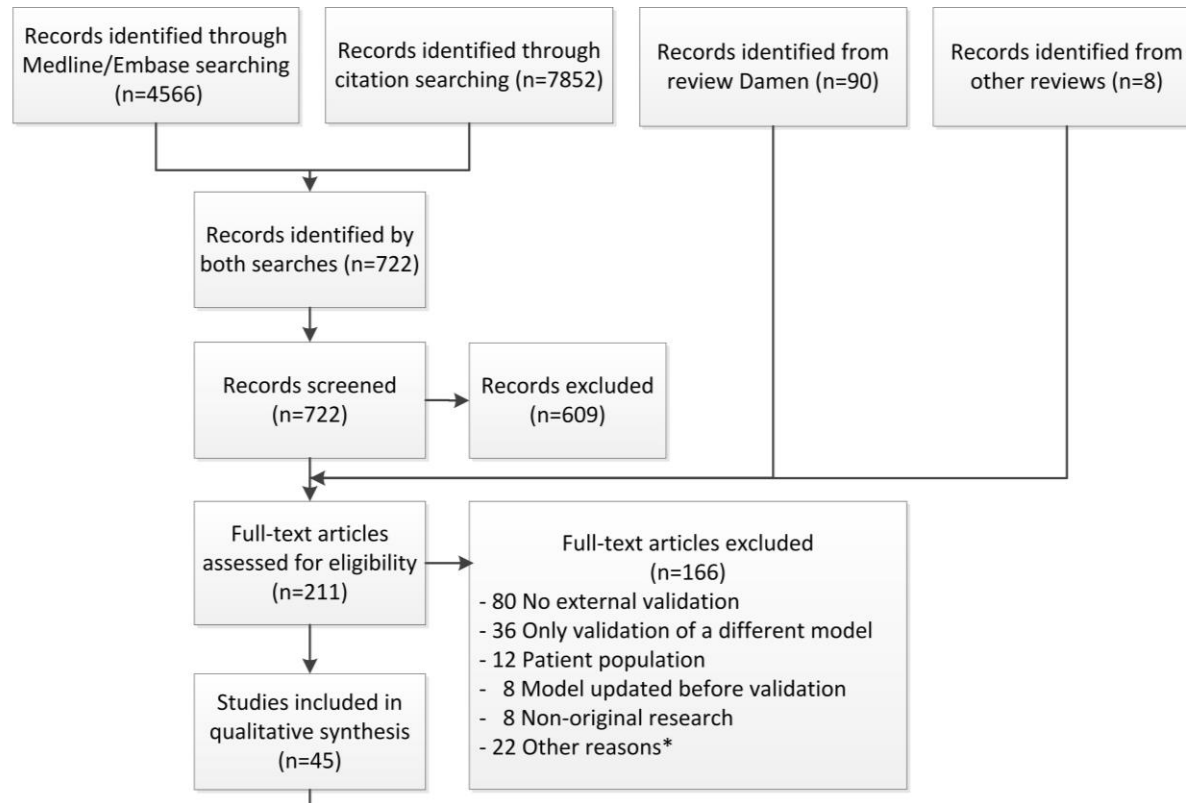 Records identified through
Medline/Embase searching
(n=4566)
Records identified through
citation searching (n=7852)
Records identified from
review Damen (n=90)
Records identified from
other reviews (n=8)
Records identified by
both searches (n=722)
Records screened
(n=722)
Records excluded
(n=609)
Full-text articles
assessed for eligibility
(n=211)
Full-text articles excluded
(n=166)
- 80 No external validation
- 36 Only validation of a different model
- 12 Patient population
- 8 Model updated before validation
- 8 Non-original research
- 22 Other reasons*
Studies included in
qualitative synthesis
(n=45)